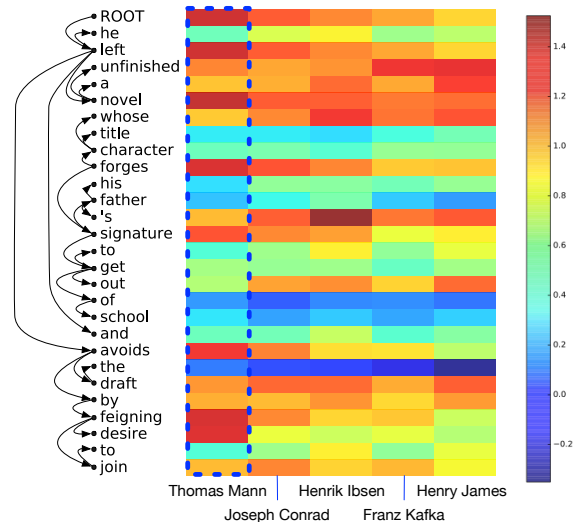 ROOT
he
left
unfinished
a
novel
whose
title
character
forges
his
father
's
signature
to
get
out
of
school
and
avoids
the
draft
by
feigning
desire
to
join
1.4
1.2
1.0
0.8
0.6
0.4
0.2
0.0
−0.2
Thomas Mann Henrik Ibsen Henry James
Joseph Conrad Franz Kafka